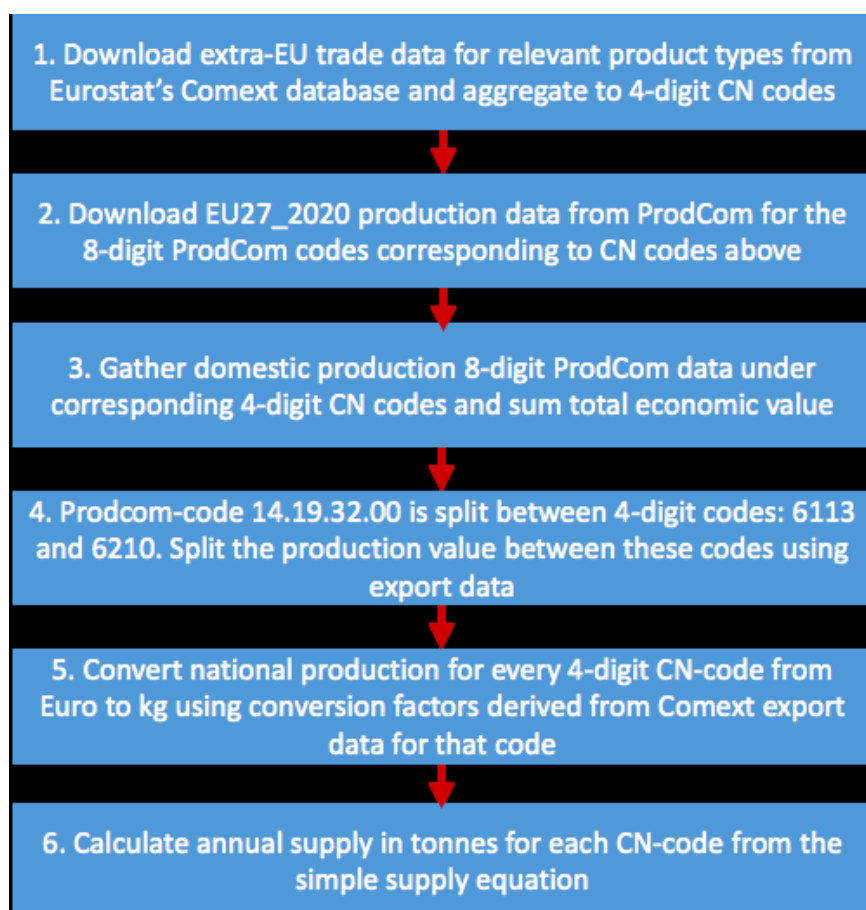 1. Download extra-EU trade data for relevant product types from
Eurostat's Comext database and aggregate to 4-digit CN codes
2. Download EU27_2020 production data from ProdCom for the
8-digit ProdCom codes corresponding to CN codes above
3. Gather domestic production 8-digit ProdCom data under
corresponding 4-digit CN codes and sum total economic value
4. Prodcom-code 14.19.32.00 is split between 4-digit codes: 6113
and 6210. Split the production value between these codes using
export data
5. Convert national production for every 4-digit CN-code from
Euro to kg using conversion factors derived from Comext export
data for that code
6. Calculate annual supply in tonnes for each CN-code from the
simple supply equation